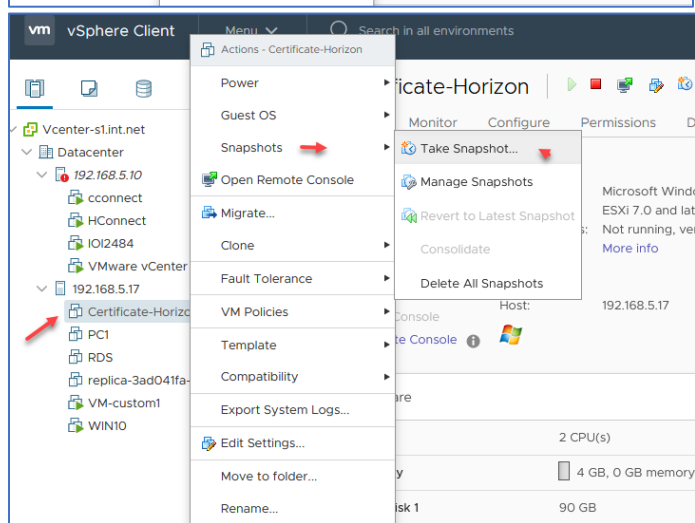 vm vSphere Client Menu Search in all environments
Actions - Certificate-Horizon
Power
Guest OS
Snapshots
Open Remote Console
Migrate...
Clone
Fault Tolerance
VM Policies
Template
Compatibility
Export System Logs...
Edit Settings...
Move to folder...
Rename...
Take Snapshot...
Manage Snapshots
Revert to Latest Snapshot
Consolidate
Delete All Snapshots
Vcenter-s1.int.net
Datacenter
192.168.5.10
cconnect
HConnect
IOI2484
VMware vCenter
192.168.5.17
Certificate-Horizo
PC1
RDS
replica-3ad041fa-
VM-custom1
WIN10
ficate-Horizon
Monitor Configure Permissions D
Microsoft Windo
ESXi 7.0 and lat
s: Not running, ver
More info
Host: 192.168.5.17
Console
te Console
are
2 CPU(s)
y 4 GB, 0 GB memory
isk 1 90 GB